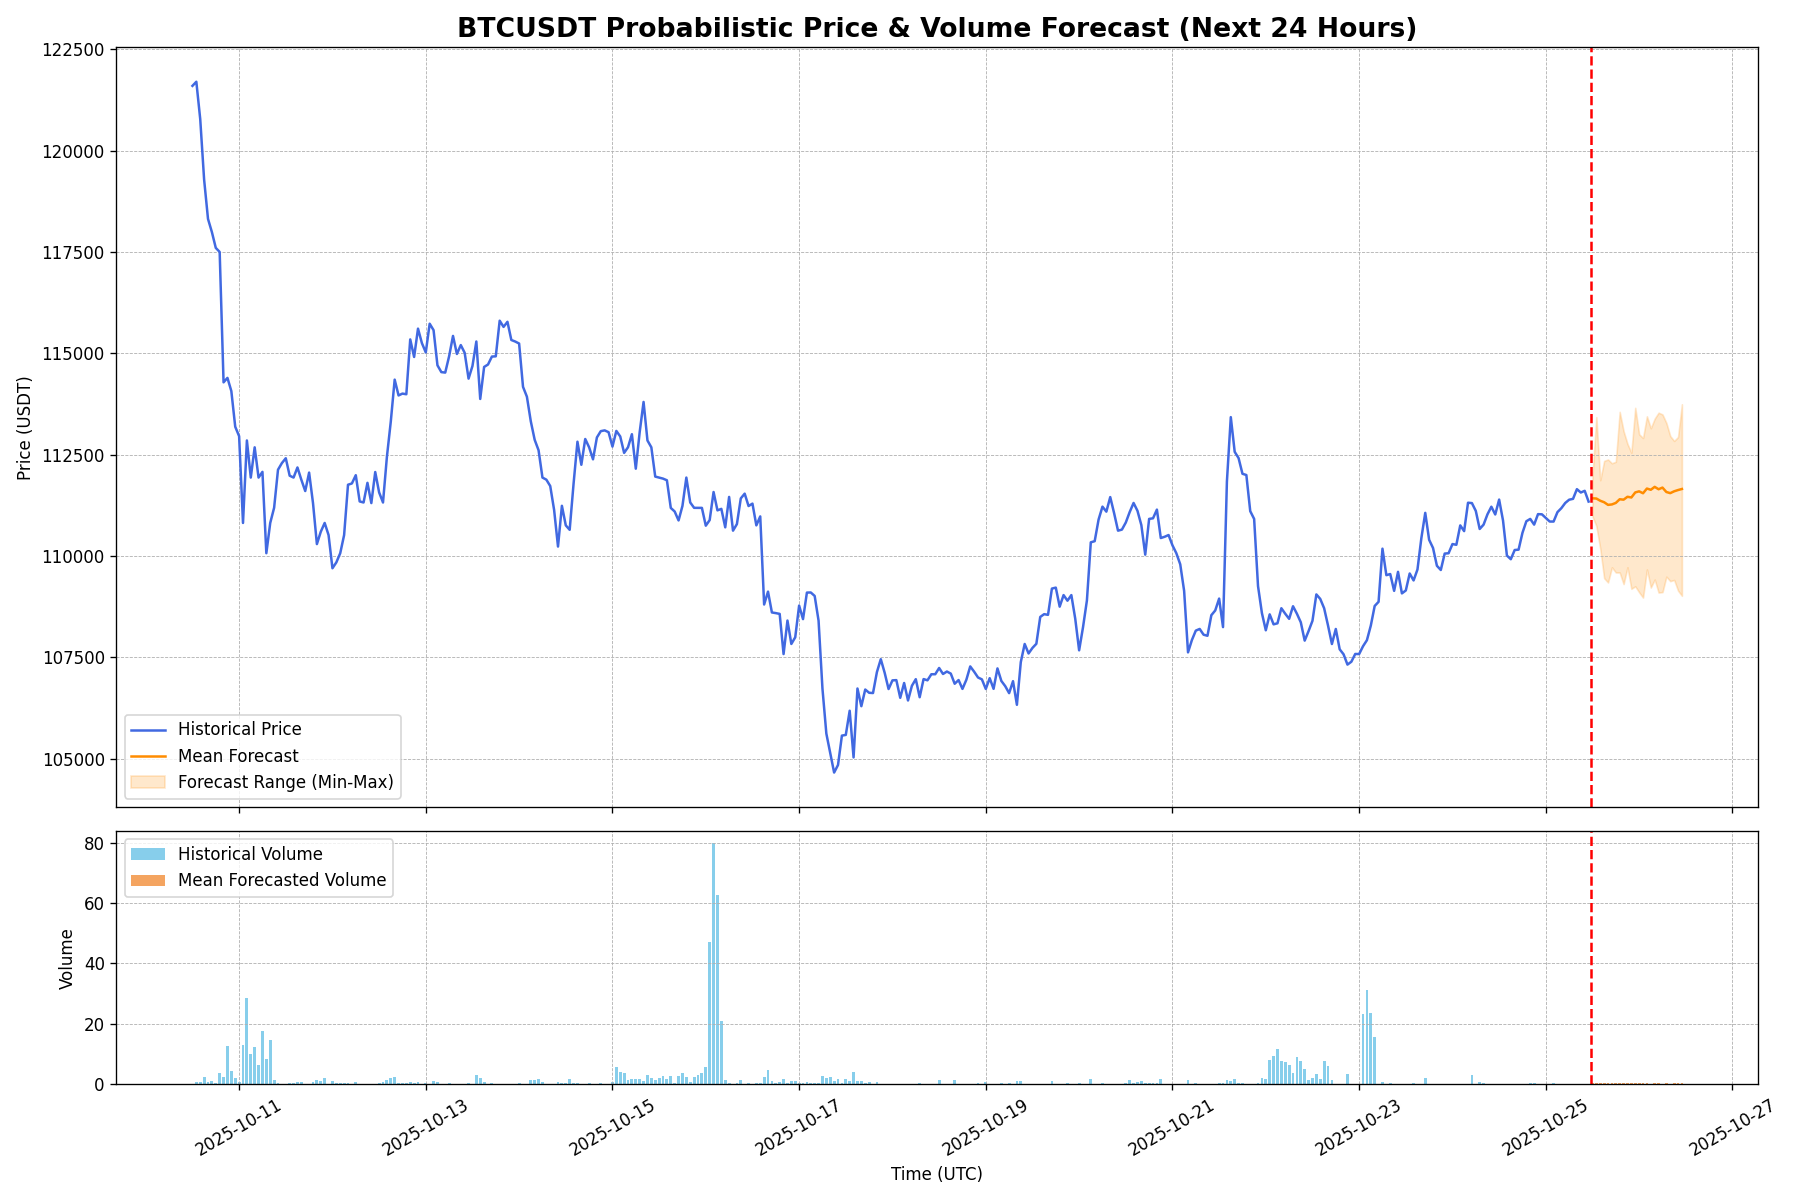 BTCUSDT Probabilistic Price & Volume Forecast (Next 24 Hours)
122500
120000
117500
115000
112500
110000
107500
105000
Price (USDT)
Historical Price
Mean Forecast
Forecast Range (Min-Max)
80
60
40
20
0
Volume
Historical Volume
Mean Forecasted Volume
2025-10-11
2025-10-13
2025-10-15
2025-10-17
2025-10-19
2025-10-21
2025-10-23
2025-10-25
2025-10-27
Time (UTC)